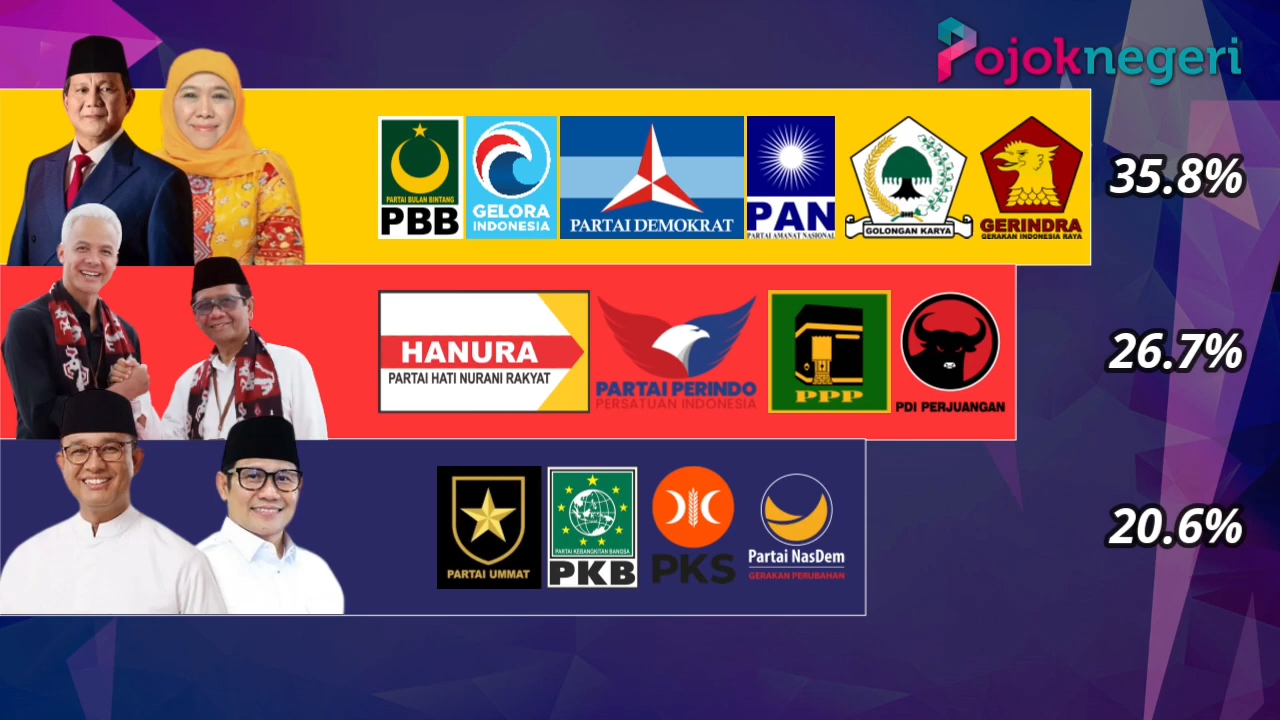 Pojoknegeri
PARTAI BULAN BINTANG
PBB
GELORA
INDONESIA
PARTAI DEMOKRAT
PAN
PARTAI AMANAT NASIONAL
GOLONGAN KARYA
GERINDRA
GERAKAN INDONESIA RAYA
35.8%
HANURA
PARTAI HATI NURANI RAKYAT
PARTAI PERINDO
PERSATUAN INDONESIA
PPP
PDI PERJUANGAN
26.7%
PARTAI UMMAT
PARTAI KEBANGKITAN BANGSA
PKB
PKS
Partai NasDem
GERAKAN PERUBAHAN
20.6%